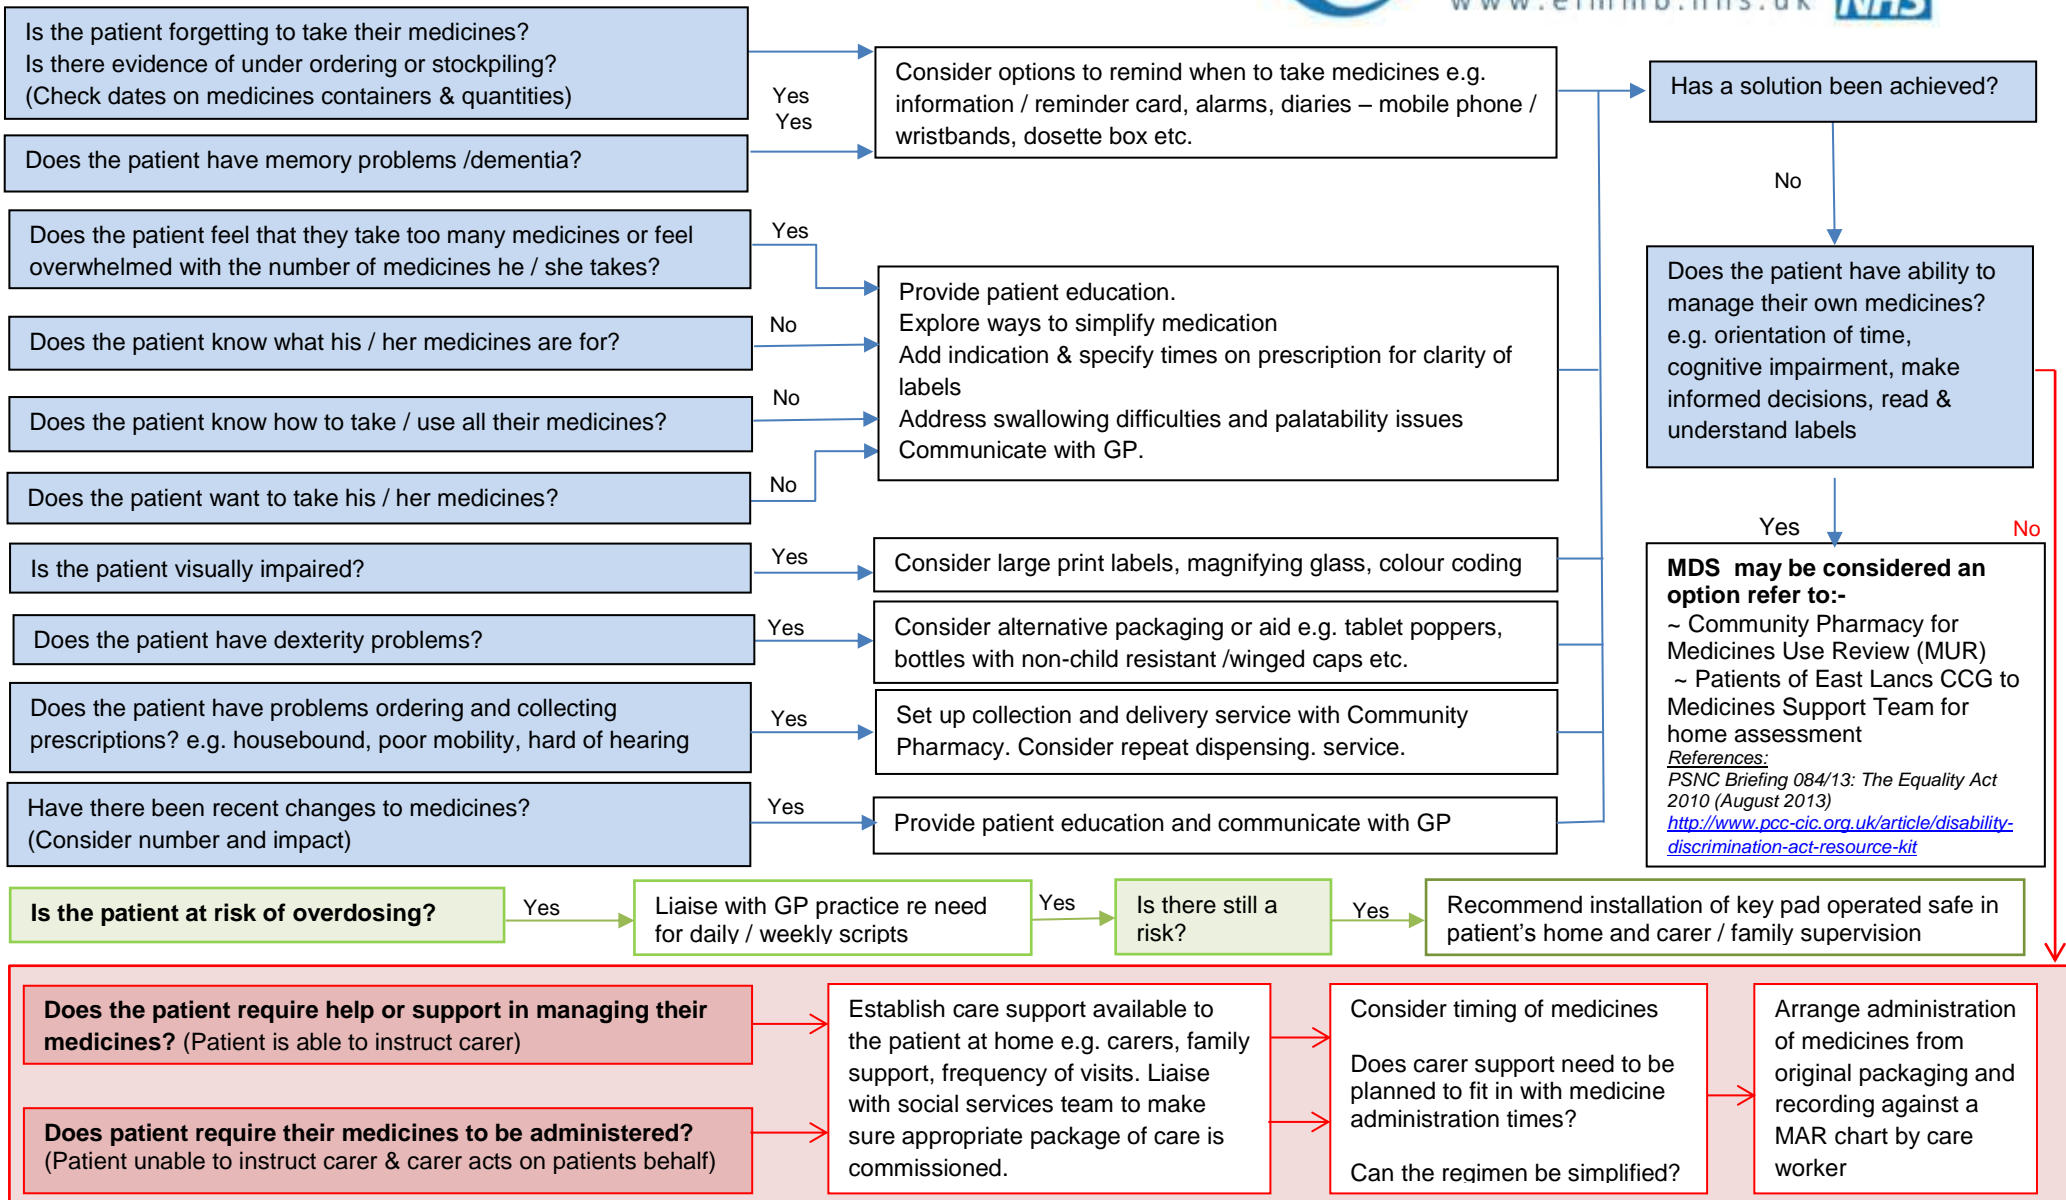 www.elmmb.nhs.uk NHS
Is the patient forgetting to take their medicines?
Is there evidence of under ordering or stockpiling?
(Check dates on medicines containers & quantities)
Yes
Yes
Consider options to remind when to take medicines e.g.
information / reminder card, alarms, diaries – mobile phone /
wristbands, dosette box etc.
Has a solution been achieved?
Does the patient have memory problems /dementia?
No
Does the patient feel that they take too many medicines or feel
overwhelmed with the number of medicines he / she takes?
Yes
Does the patient know what his / her medicines are for?
No
Does the patient know how to take / use all their medicines?
No
Does the patient want to take his / her medicines?
No
Provide patient education.
Explore ways to simplify medication
Add indication & specify times on prescription for clarity of
labels
Address swallowing difficulties and palatability issues
Communicate with GP.
Does the patient have ability to
manage their own medicines?
e.g. orientation of time,
cognitive impairment, make
informed decisions, read &
understand labels
Yes
No
Is the patient visually impaired?
Yes
Consider large print labels, magnifying glass, colour coding
Does the patient have dexterity problems?
Yes
Consider alternative packaging or aid e.g. tablet poppers,
bottles with non-child resistant /winged caps etc.
Does the patient have problems ordering and collecting
prescriptions? e.g. housebound, poor mobility, hard of hearing
Yes
Set up collection and delivery service with Community
Pharmacy. Consider repeat dispensing. service.
Have there been recent changes to medicines?
(Consider number and impact)
Yes
Provide patient education and communicate with GP
MDS may be considered an
option refer to:-
~ Community Pharmacy for
Medicines Use Review (MUR)
~ Patients of East Lancs CCG to
Medicines Support Team for
home assessment
References:
PSNC Briefing 084/13: The Equality Act
2010 (August 2013)
http://www.pcc-cic.org.uk/article/disability-
discrimination-act-resource-kit
Is the patient at risk of overdosing?
Yes
Liaise with GP practice re need
for daily / weekly scripts
Yes
Is there still a
risk?
Yes
Recommend installation of key pad operated safe in
patient's home and carer / family supervision
Does the patient require help or support in managing their
medicines? (Patient is able to instruct carer)
Does patient require their medicines to be administered?
(Patient unable to instruct carer & carer acts on patients behalf)
Establish care support available to
the patient at home e.g. carers, family
support, frequency of visits. Liaise
with social services team to make
sure appropriate package of care is
commissioned.
Consider timing of medicines
Does carer support need to be
planned to fit in with medicine
administration times?
Can the regimen be simplified?
Arrange administration
of medicines from
original packaging and
recording against a
MAR chart by care
worker